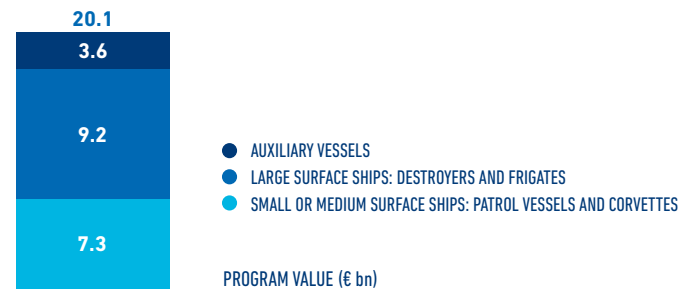 20.1
3.6
9.2
7.3
AUXILIARY VESSELS
LARGE SURFACE SHIPS: DESTROYERS AND FRIGATES
SMALL OR MEDIUM SURFACE SHIPS: PATROL VESSELS AND CORVETTES
PROGRAM VALUE (€ bn)